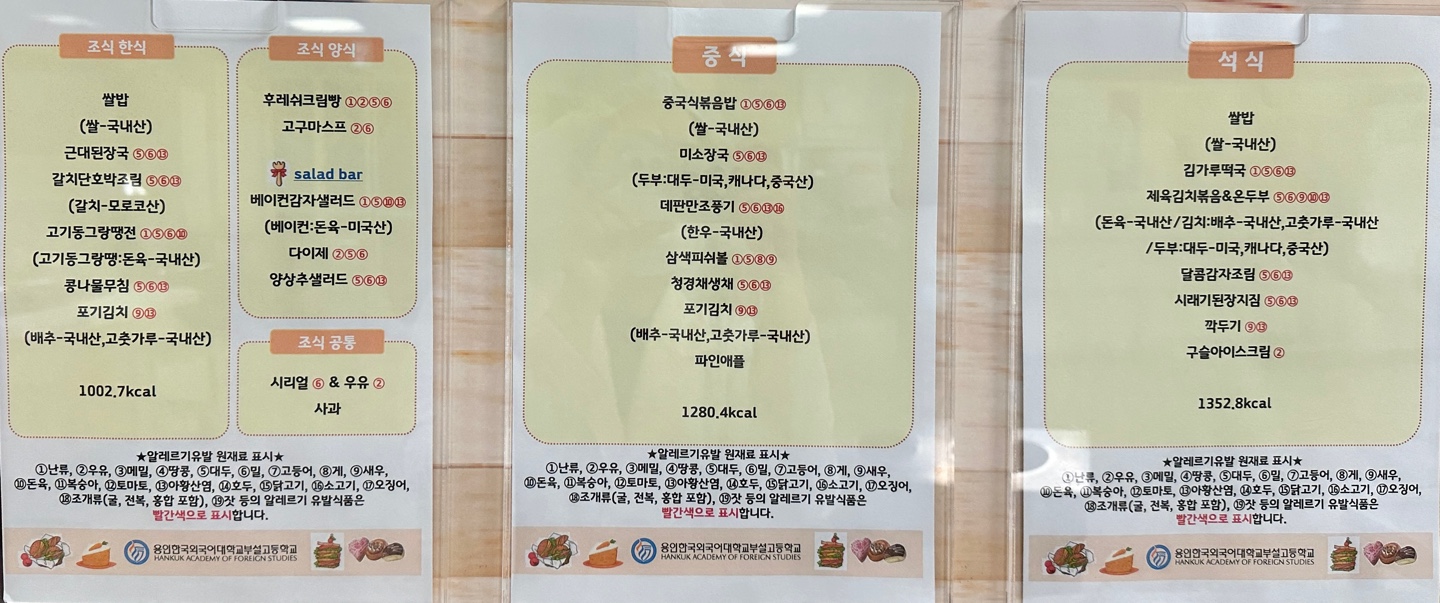 조식 한식
쌀밥
(쌀-국내산)
근대된장국 ⑤⑥⑬
갈치단호박조림 ⑤⑥⑬
(갈치-모로코산)
고기동그랑땡전 ①⑤⑥⑩
(고기동그랑땡:돈육-국내산)
콩나물무침 ⑤⑥⑬
포기김치 ⑨⑬
(배추-국내산,고춧가루-국내산)
1002.7kcal
조식 양식
후레쉬크림빵 ①②⑤⑥
고구마스프 ②⑥
salad bar
베이컨감자샐러드 ①⑤⑩⑬
(베이컨:돈육-미국산)
다이제 ②⑤⑥
양상추샐러드 ⑤⑥⑬
조식 공통
시리얼 ⑥ & 우유 ②
사과
★알레르기유발 원재료 표시★
①난류, ②우유, ③메밀, ④땅콩, ⑤대두, ⑥밀, ⑦고등어, ⑧게, ⑨새우,
⑩돈육, ⑪복숭아, ⑫토마토, ⑬아황산염, ⑭호두, ⑮닭고기, ⑯소고기, ⑰오징어,
⑱조개류(굴, 전복, 홍합 포함), ⑲잣 등의 알레르기 유발식품은
빨간색으로 표시합니다.
용인한국외국어대학교부설고등학교
HANKUK ACADEMY OF FOREIGN STUDIES
중 식
중국식볶음밥 ①⑤⑥⑬
(쌀-국내산)
미소장국 ⑤⑥⑬
(두부:대두-미국,캐나다,중국산)
데판만조풍기 ⑤⑥⑬⑯
(한우-국내산)
삼색피쉬볼 ①⑤⑧⑨
청경채생채 ⑤⑥⑬
포기김치 ⑨⑬
(배추-국내산,고춧가루-국내산)
파인애플
1280.4kcal
★알레르기유발 원재료 표시★
①난류, ②우유, ③메밀, ④땅콩, ⑤대두, ⑥밀, ⑦고등어, ⑧게, ⑨새우,
⑩돈육, ⑪복숭아, ⑫토마토, ⑬아황산염, ⑭호두, ⑮닭고기, ⑯소고기, ⑰오징어,
⑱조개류(굴, 전복, 홍합 포함), ⑲잣 등의 알레르기 유발식품은
빨간색으로 표시합니다.
용인한국외국어대학교부설고등학교
HANKUK ACADEMY OF FOREIGN STUDIES
석 식
쌀밥
(쌀-국내산)
김가루떡국 ①⑤⑥⑬
제육김치볶음&온두부 ⑤⑥⑨⑩⑬
(돈육-국내산/김치:배추-국내산,고춧가루-국내산
/두부:대두-미국,캐나다,중국산)
달콤감자조림 ⑤⑥⑬
시래기된장지짐 ⑤⑥⑬
깍두기 ⑨⑬
구슬아이스크림 ②
1352.8kcal
★알레르기유발 원재료 표시★
①난류, ②우유, ③메밀, ④땅콩, ⑤대두, ⑥밀, ⑦고등어, ⑧게, ⑨새우,
⑩돈육, ⑪복숭아, ⑫토마토, ⑬아황산염, ⑭호두, ⑮닭고기, ⑯소고기, ⑰오징어,
⑱조개류(굴, 전복, 홍합 포함), ⑲잣 등의 알레르기 유발식품은
빨간색으로 표시합니다.
용인한국외국어대학교부설고등학교
HANKUK ACADEMY OF FOREIGN STUDIES